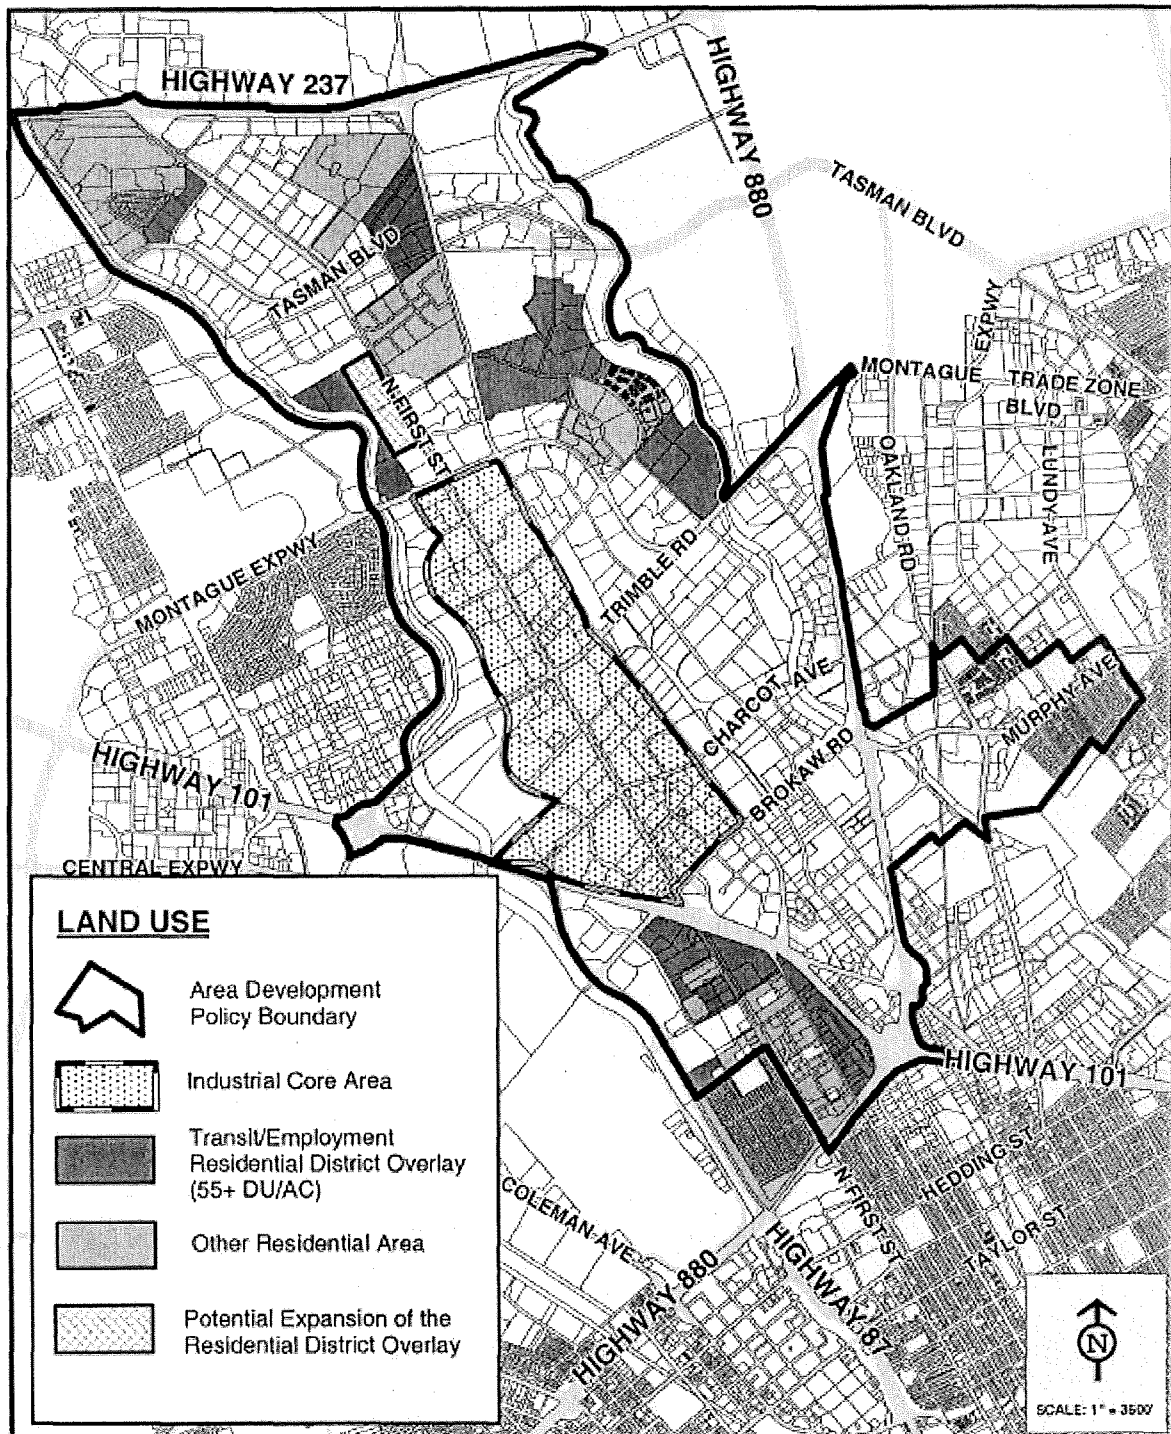 HIGHWAY 237
HIGHWAY 880
TASMAN BLVD
TASMAN BLVD
MONTAGUE
EXPWY
TRADE ZONE
BLVD
N. FIRST ST
OAKLAND RD
LUNDY AVE
MONTAGUE EXPWY
TRIMBLE RD
CHARCOT AVE
MURPHY AVE
BROKAW RD
HIGHWAY 101
CENTRAL EXPWY
LAND USE
Area Development
Policy Boundary
Industrial Core Area
Transit/Employment
Residential District Overlay
(55+ DU/AC)
Other Residential Area
Potential Expansion of the
Residential District Overlay
HIGHWAY 101
HEDDING ST
N FIRST ST
TAYLOR ST
COLEMAN AVE
HIGHWAY 880
HIGHWAY 87
N
SCALE: 1" = 3500'